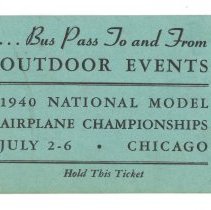 ... Bus Pass To and From
OUTDOOR EVENTS
1940 NATIONAL MODEL
AIRPLANE CHAMPIONSHIPS
JULY 2-6 • CHICAGO
Hold This Ticket